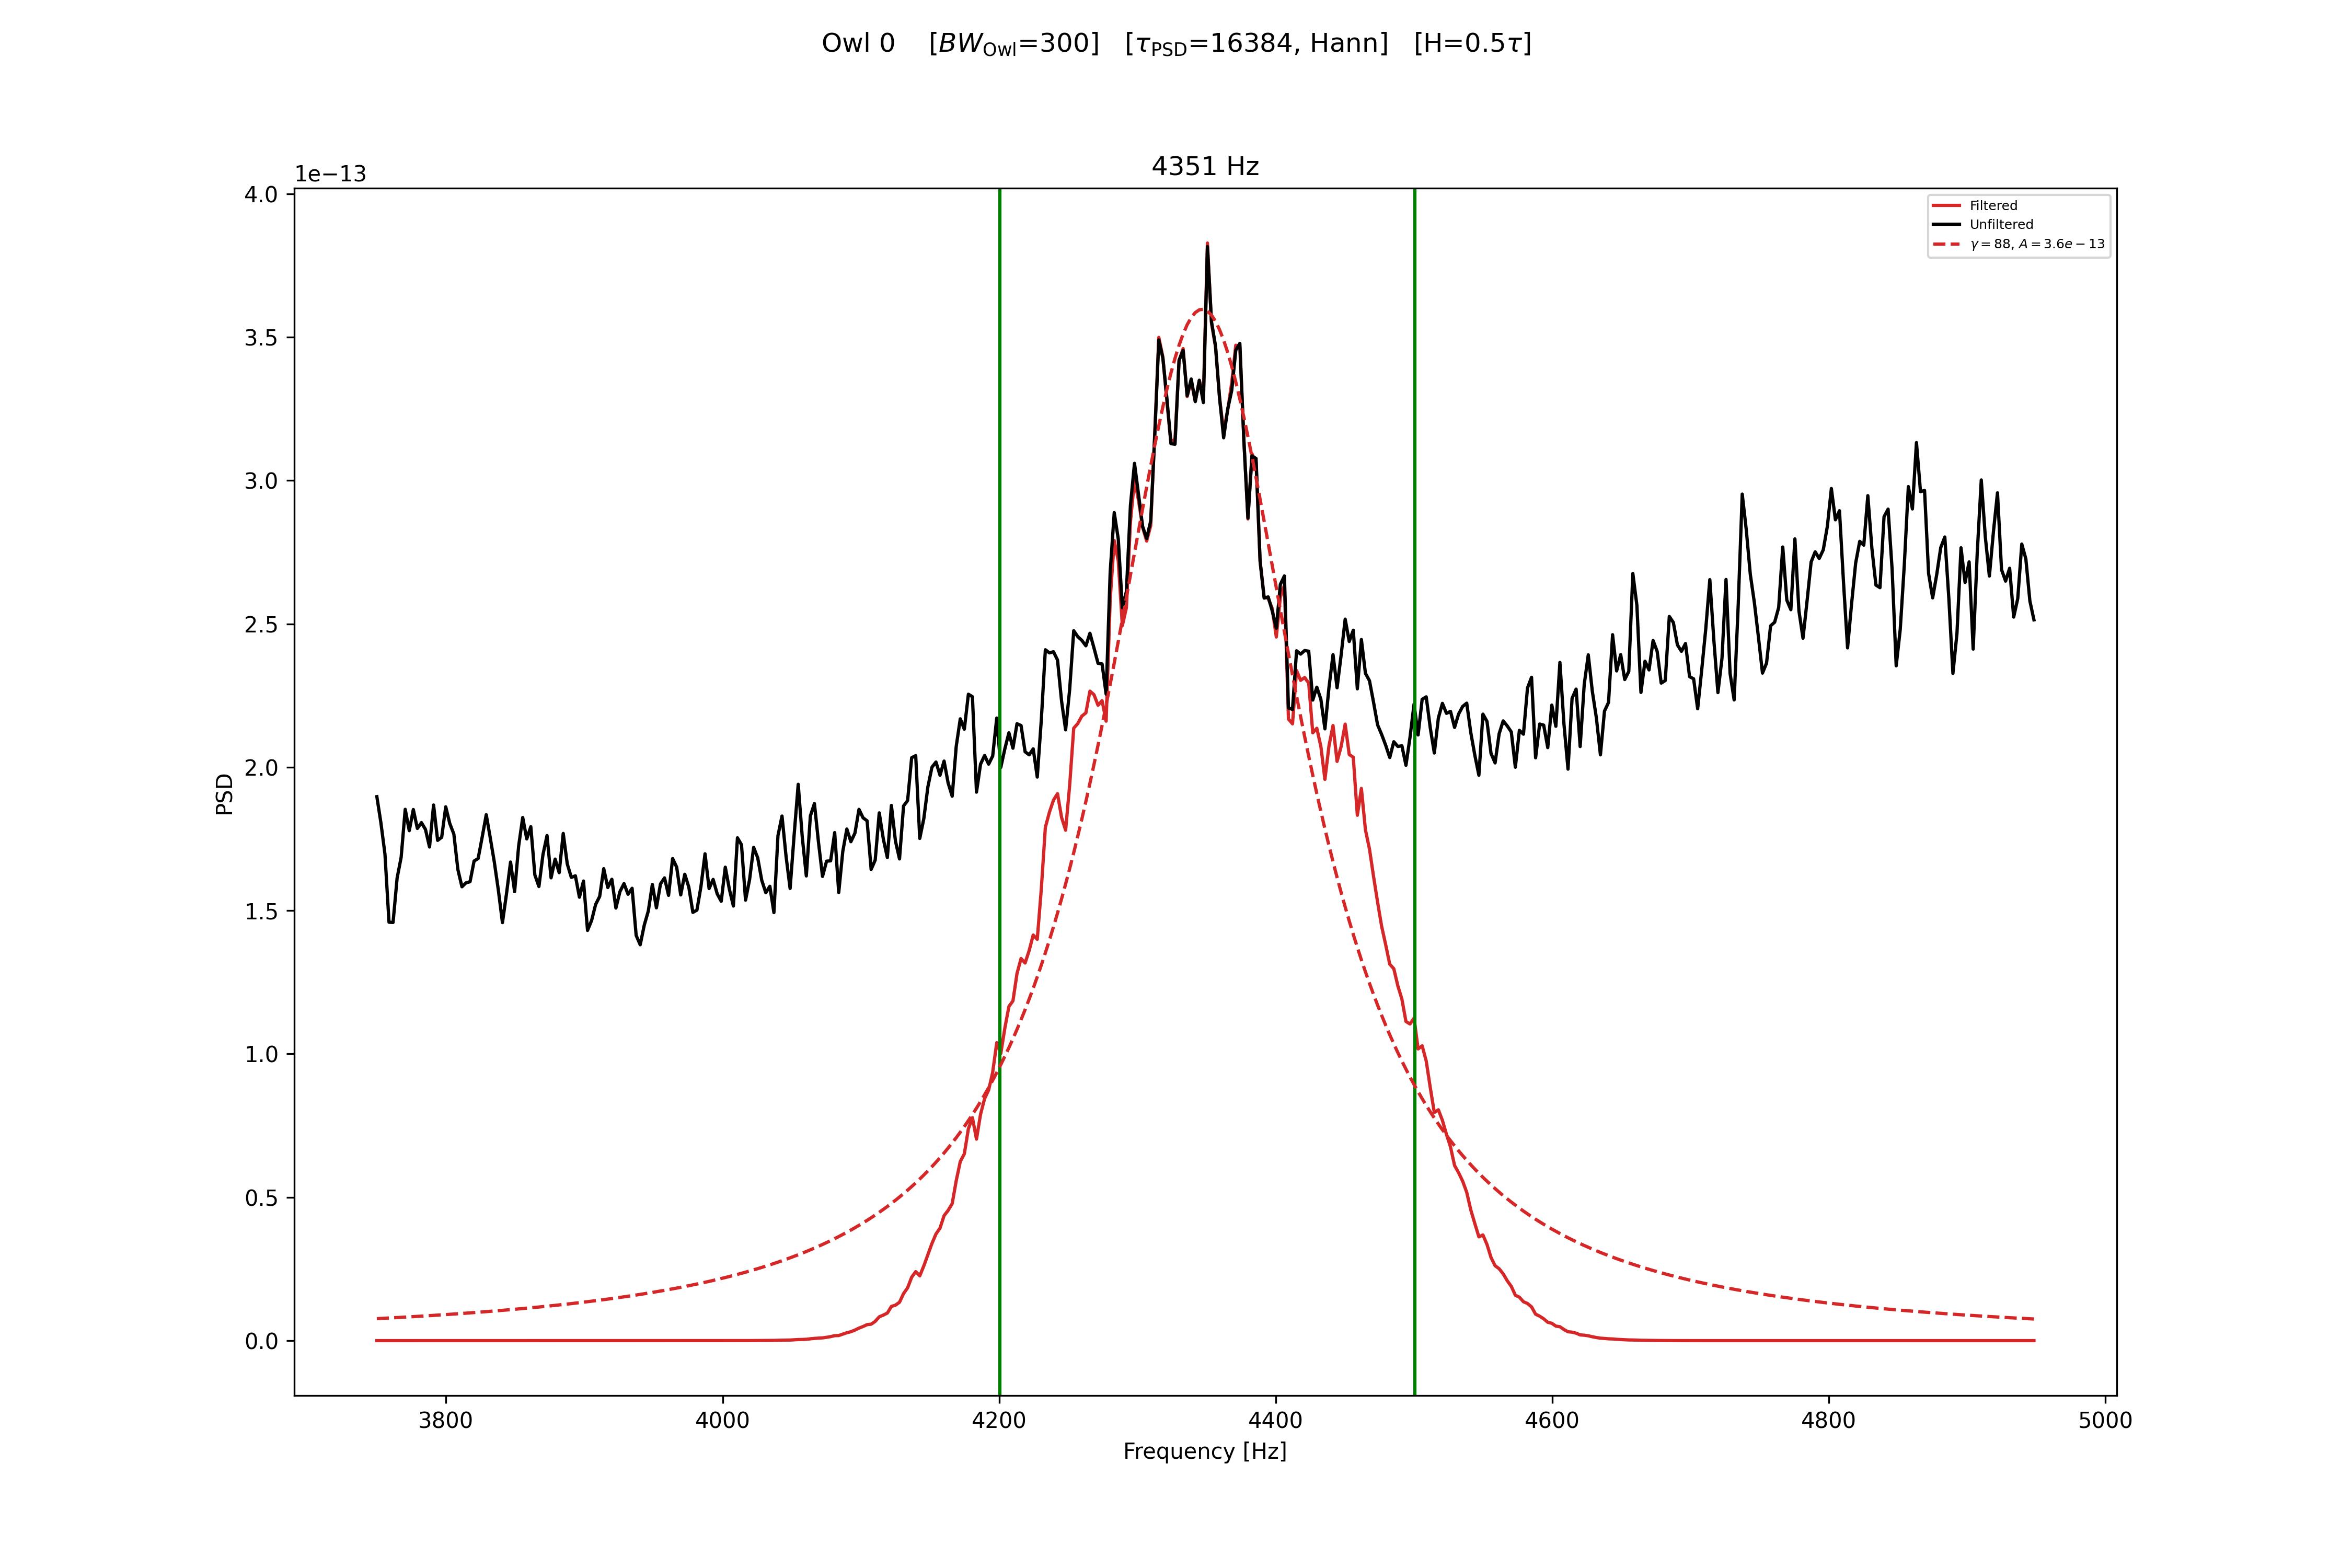 Owl 0 [BW_Owl=300] [τ_PSD=16384, Hann] [H=0.5τ]
4351 Hz
1e−13
Filtered
Unfiltered
γ = 88, A = 3.6e − 13
4.0
3.5
3.0
2.5
2.0
1.5
1.0
0.5
0.0
PSD
3800 4000 4200 4400 4600 4800 5000
Frequency [Hz]